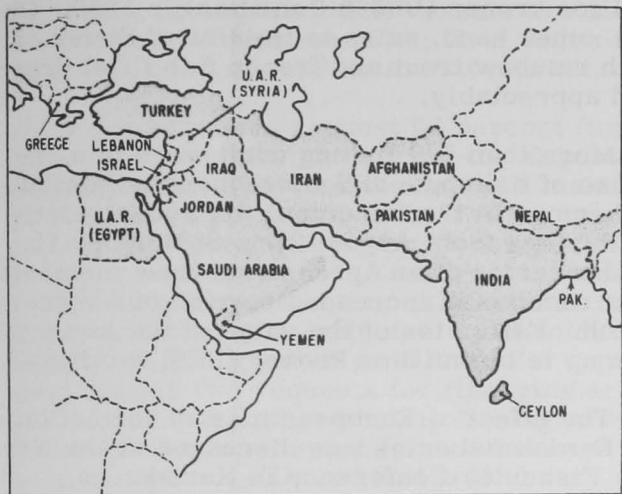 U.A.R.
(SYRIA)
TURKEY
GREECE
LEBANON
ISRAEL
IRAQ
IRAN
AFGHANISTAN
JORDAN
PAKISTAN
NEPAL
U.A.R.
(EGYPT)
SAUDI ARABIA
INDIA
PAK.
YEMEN
CEYLON